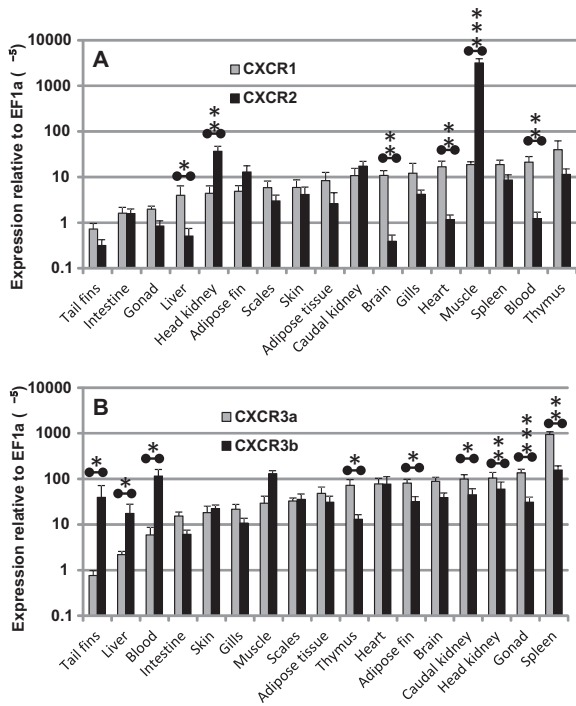 A
CXCR1
CXCR2
Expression relative to EF1a ( −5)
10000
1000
100
10
1
0.1
*
**
**
**
***
**
Tail fins
Intestine
Gonad
Liver
Head kidney
Adipose fin
Scales
Skin
Adipose tissue
Caudal kidney
Brain
Gills
Heart
Muscle
Spleen
Blood
Thymus
B
CXCR3a
CXCR3b
Expression relative to EF1a ( −5)
10000
1000
100
10
1
0.1
*
*
*
*
*
*
**
***
**
Tail fins
Liver
Blood
Intestine
Skin
Gills
Muscle
Scales
Adipose tissue
Thymus
Heart
Adipose fin
Brain
Caudal kidney
Head kidney
Gonad
Spleen